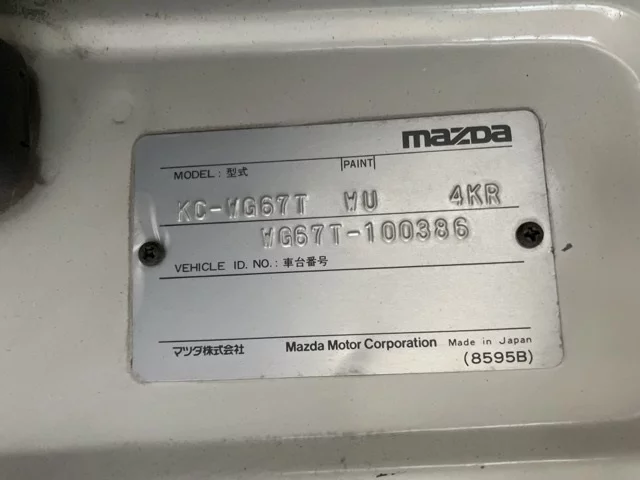 mazda
MODEL: 型式 PAINT
KC-WG67T WU 4KR
WG67T-100386
VEHICLE ID. NO.: 車台番号
マツダ株式会社 Mazda Motor Corporation Made in Japan
(8595B)